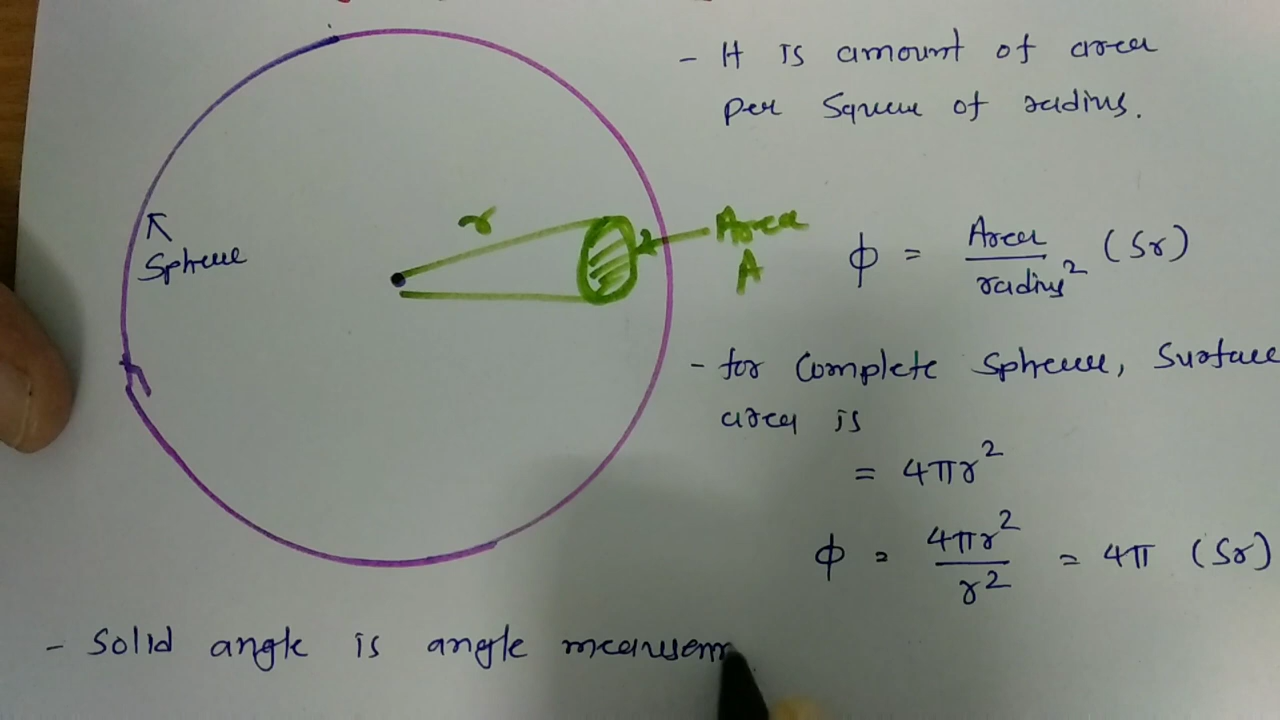 - It is amount of area
per Square of radius.
r
Area
A
Sphere
ϕ = Area / radius² (Sr)
- for Complete Sphere, Surface
area is
= 4πr²
ϕ = 4πr² / r² = 4π (Sr)
- Solid angle is angle measurem